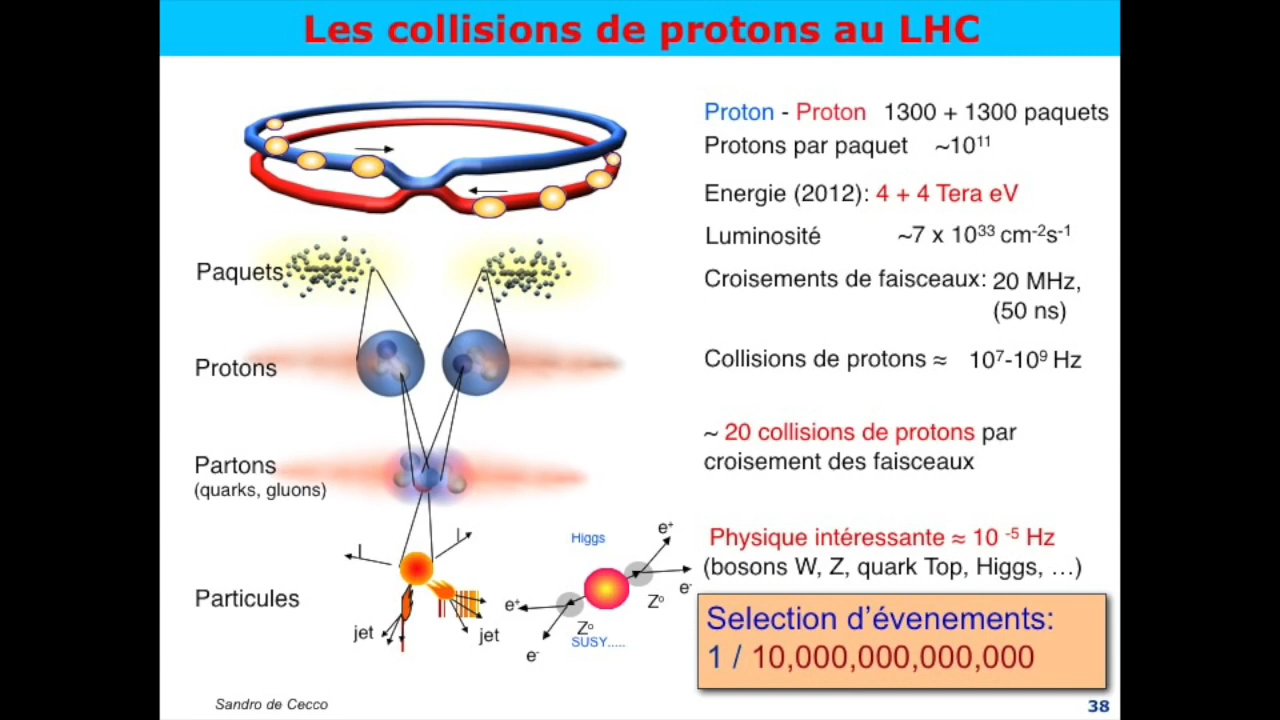 Les collisions de protons au LHC
Proton - Proton 1300 + 1300 paquets
Protons par paquet ~10¹¹
Energie (2012): 4 + 4 Tera eV
Luminosité ~7 x 10³³ cm⁻²s⁻¹
Croisements de faisceaux: 20 MHz,
(50 ns)
Collisions de protons ≈ 10⁷-10⁹ Hz
~ 20 collisions de protons par
croisement des faisceaux
Physique intéressante ≈ 10 ⁻⁵ Hz
(bosons W, Z, quark Top, Higgs, …)
Selection d’évenements:
1 / 10,000,000,000,000
Paquets
Protons
Partons
(quarks, gluons)
Particules
l
l
jet
jet
Higgs
e⁺
e⁻
Z⁰
e⁺
Z⁰
e⁻
SUSY.....
Sandro de Cecco
38